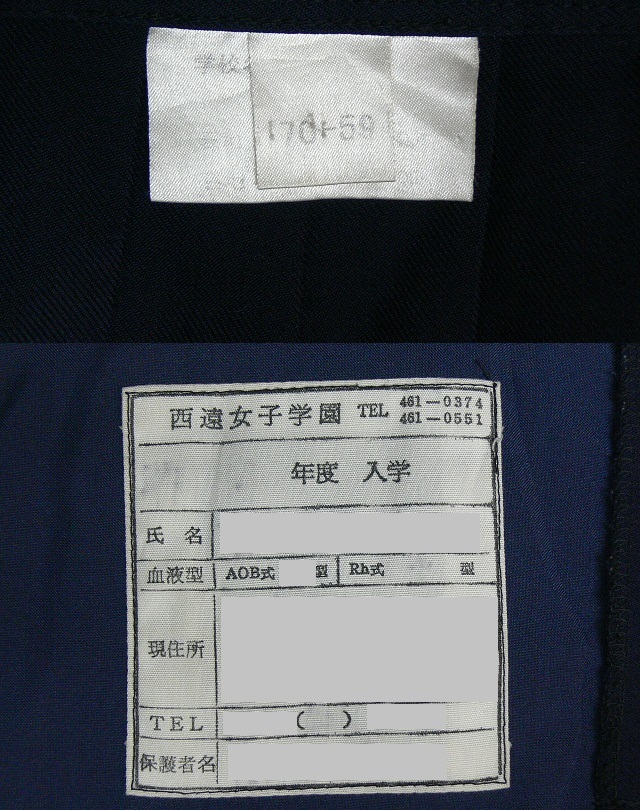 学校
170-59
西遠女子学園 TEL 461-0374
461-0551
年度 入学
氏 名
血液型 AOB式 型 Rh式 型
現住所
TEL ( )
保護者名